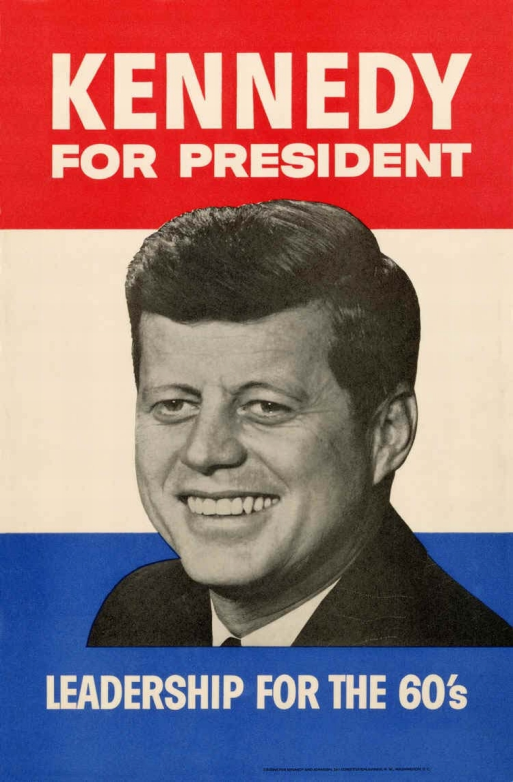 KENNEDY
FOR PRESIDENT
LEADERSHIP FOR THE 60's